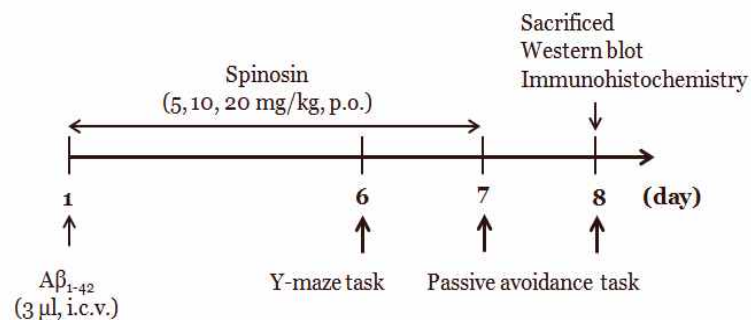 Sacrificed
Western blot
Immunohistochemistry
Spinosin
(5, 10, 20 mg/kg, p.o.)
1
6
7
8
(day)
Aβ1-42
(3 μl, i.c.v.)
Y-maze task
Passive avoidance task